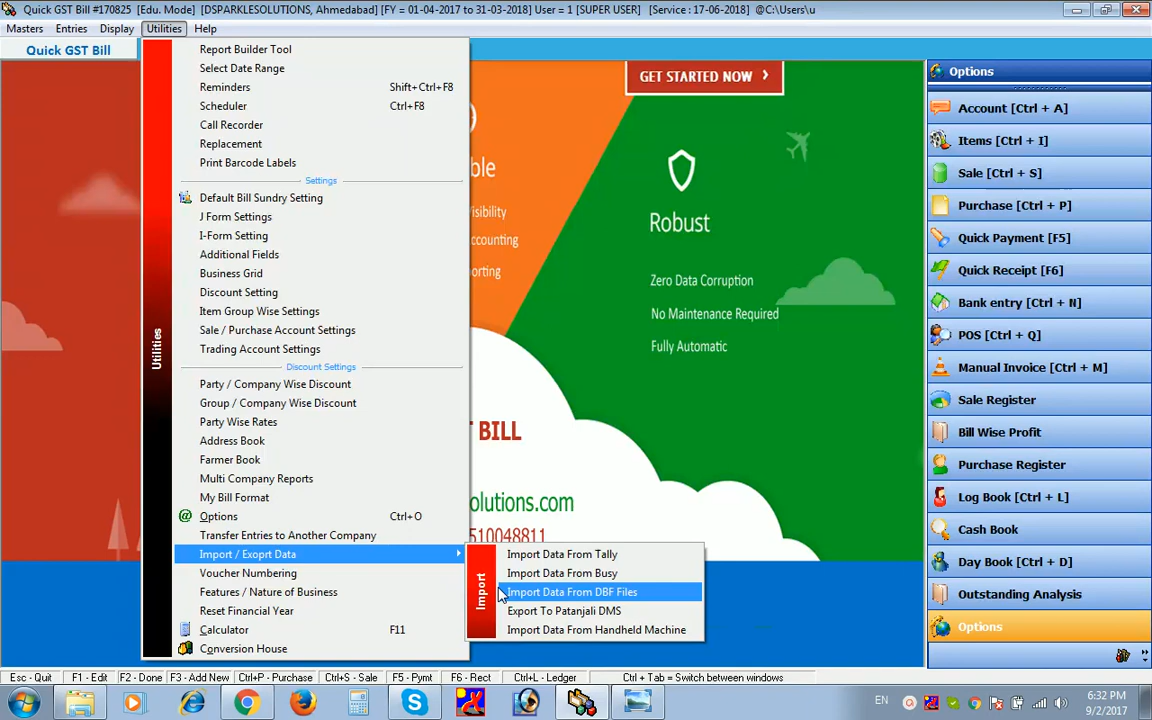 Quick GST Bill #170825 [Edu. Mode] [DSPARKLESOLUTIONS, Ahmedabad] [FY = 01-04-2017 to 31-03-2018] User = 1 [SUPER USER] [Service : 17-06-2018] @C:\Users\u
Masters Entries Display Utilities Help
Quick GST Bill
Report Builder Tool
Select Date Range
Reminders Shift+Ctrl+F8
Scheduler Ctrl+F8
Call Recorder
Replacement
Print Barcode Labels
Settings
Default Bill Sundry Setting
J Form Settings
I-Form Setting
Additional Fields
Business Grid
Discount Setting
Item Group Wise Settings
Sale / Purchase Account Settings
Trading Account Settings
Discount Settings
Party / Company Wise Discount
Group / Company Wise Discount
Party Wise Rates
Address Book
Farmer Book
Multi Company Reports
My Bill Format
Options Ctrl+O
Transfer Entries to Another Company
Import / Exoprt Data
Voucher Numbering
Features / Nature of Business
Reset Financial Year
Calculator F11
Conversion House
Utilities
Import
Import Data From Tally
Import Data From Busy
Import Data From DBF Files
Export To Patanjali DMS
Import Data From Handheld Machine
GET STARTED NOW >
ble
isibility
counting
orting
Robust
Zero Data Corruption
No Maintenance Required
Fully Automatic
T BILL
olutions.com
510048811
Options
Account [Ctrl + A]
Items [Ctrl + I]
Sale [Ctrl + S]
Purchase [Ctrl + P]
Quick Payment [F5]
Quick Receipt [F6]
Bank entry [Ctrl + N]
POS [Ctrl + Q]
Manual Invoice [Ctrl + M]
Sale Register
Bill Wise Profit
Purchase Register
Log Book [Ctrl + L]
Cash Book
Day Book [Ctrl + D]
Outstanding Analysis
Options
Esc - Quit F1 - Edit F2 - Done F3 - Add New Ctrl+P - Purchase Ctrl+S - Sale F5 - Pymt F6 - Rect Ctrl+L - Ledger Ctrl + Tab = Switch between windows
EN
6:32 PM
9/2/2017